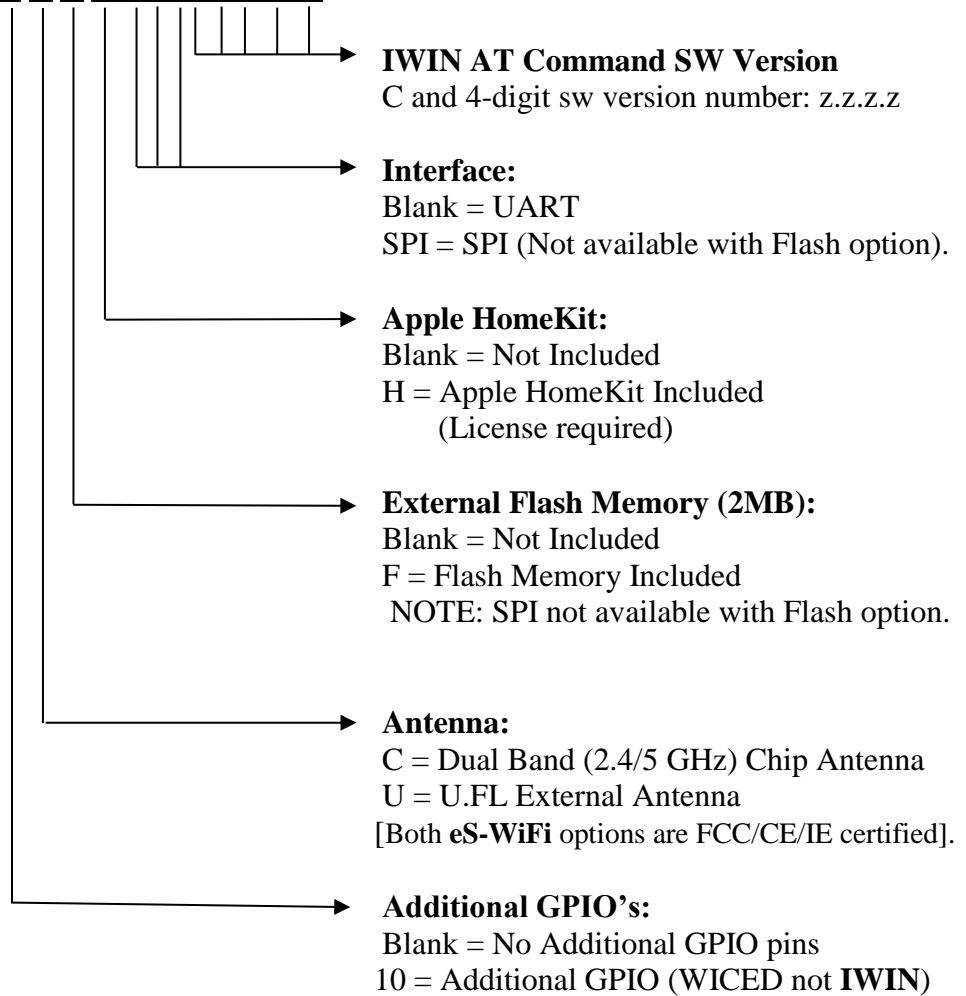 IWIN AT Command SW Version
C and 4-digit sw version number: z.z.z.z
Interface:
Blank = UART
SPI = SPI (Not available with Flash option).
Apple HomeKit:
Blank = Not Included
H = Apple HomeKit Included
(License required)
External Flash Memory (2MB):
Blank = Not Included
F = Flash Memory Included
NOTE: SPI not available with Flash option.
Antenna:
C = Dual Band (2.4/5 GHz) Chip Antenna
U = U.FL External Antenna
[Both eS-WiFi options are FCC/CE/IE certified].
Additional GPIO's:
Blank = No Additional GPIO pins
10 = Additional GPIO (WICED not IWIN)